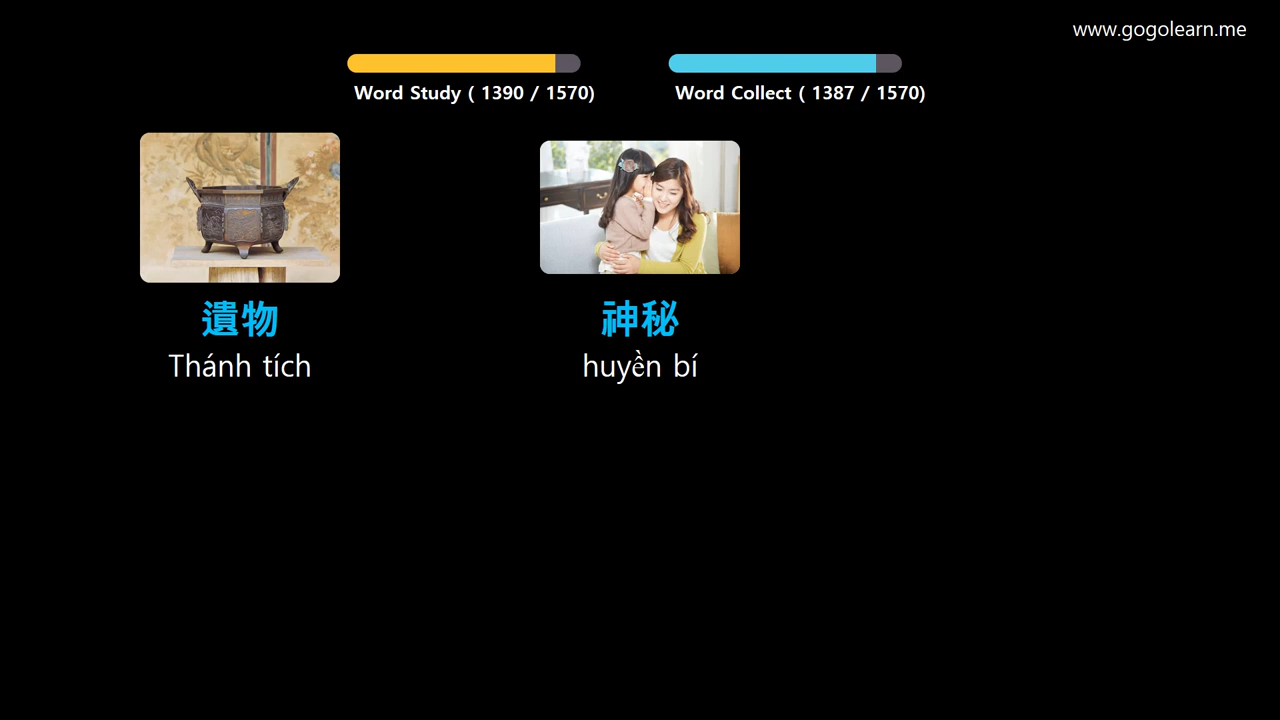 www.gogolearn.me
Word Study ( 1390 / 1570)
Word Collect ( 1387 / 1570)
遺物
Thánh tích
神秘
huyền bí